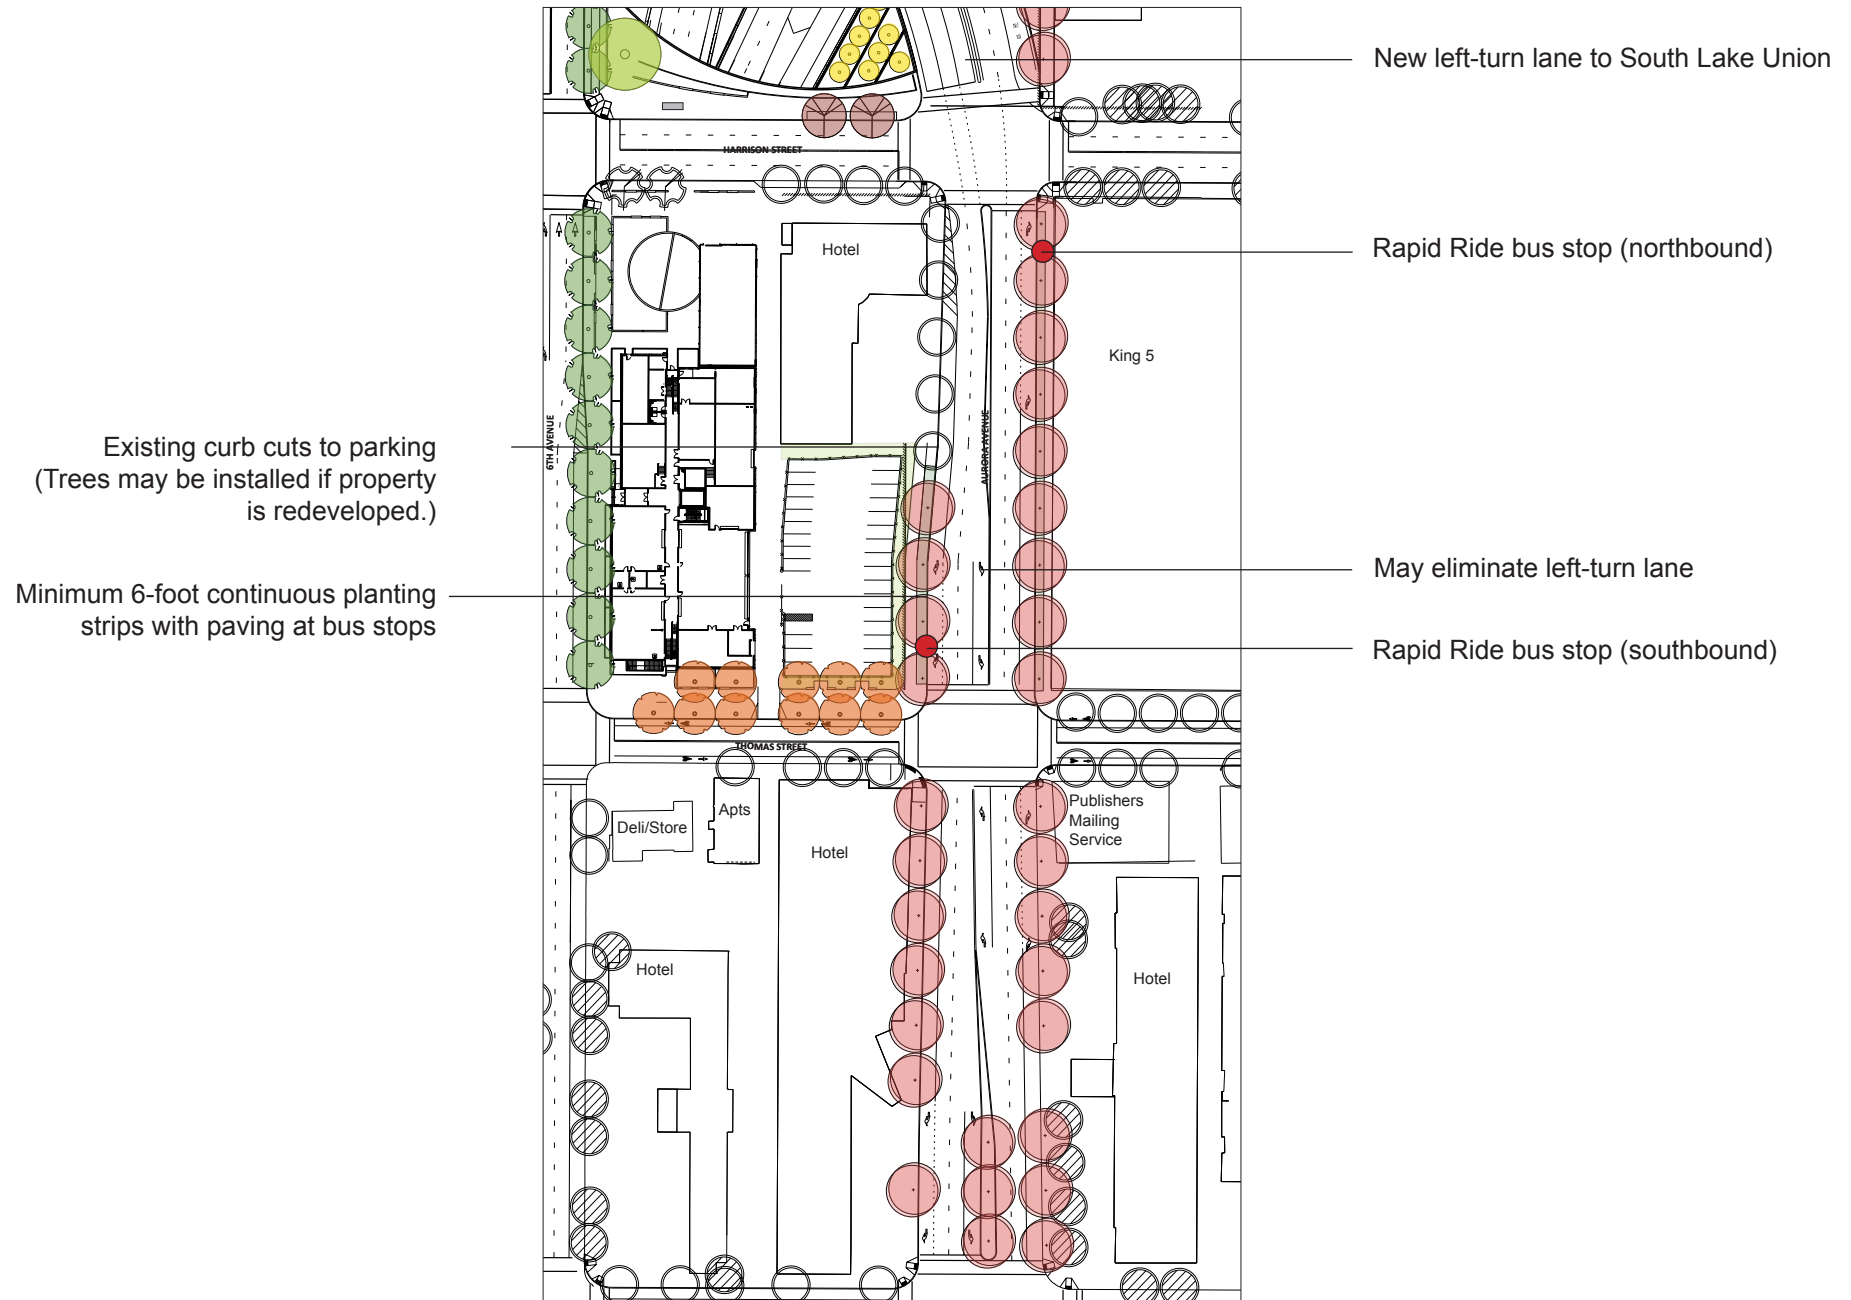 New left-turn lane to South Lake Union
HARRISON STREET
Hotel
Rapid Ride bus stop (northbound)
King 5
6TH AVENUE
AURORA AVENUE
Existing curb cuts to parking
(Trees may be installed if property
is redeveloped.)
May eliminate left-turn lane
Minimum 6-foot continuous planting
strips with paving at bus stops
Rapid Ride bus stop (southbound)
THOMAS STREET
Deli/Store
Apts
Hotel
Publishers
Mailing
Service
Hotel
Hotel